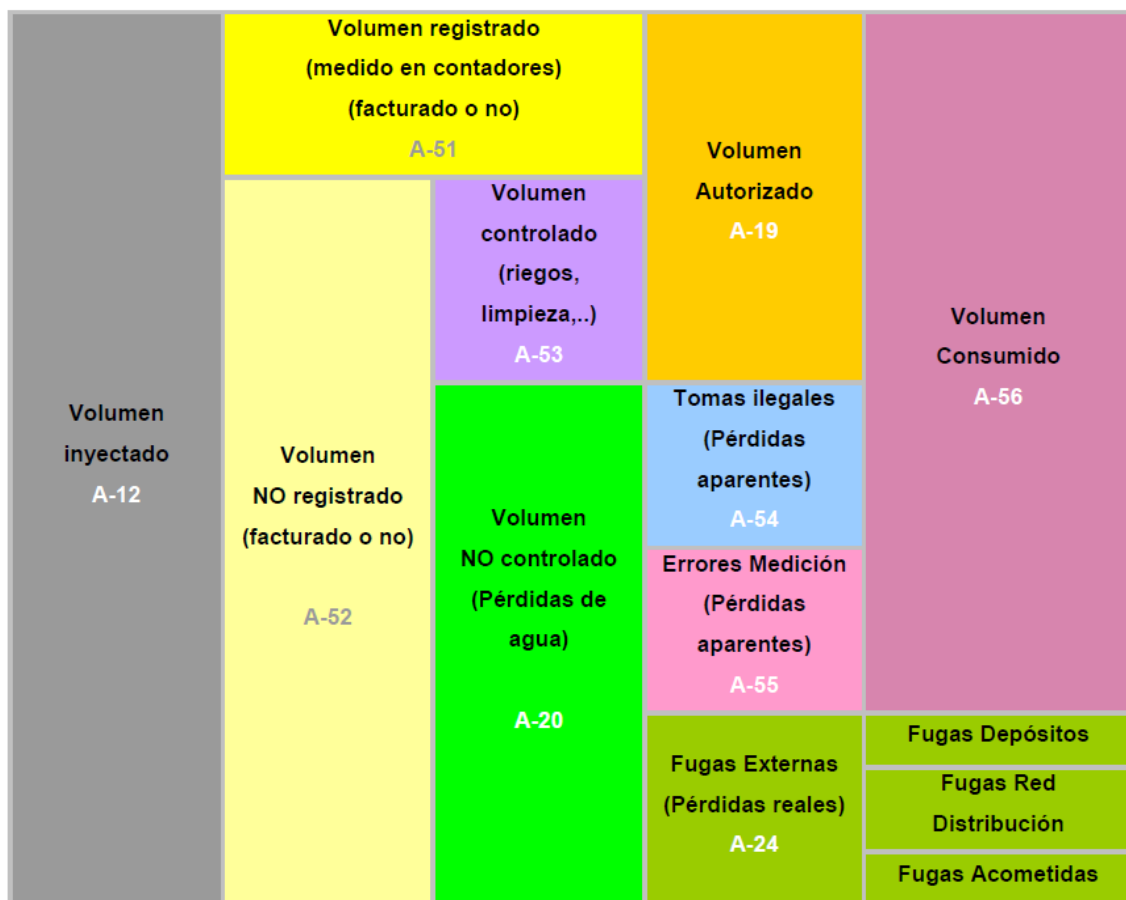 Volumen
inyectado
A-12
Volumen registrado
(medido en contadores)
(facturado o no)
A-51
Volumen
NO registrado
(facturado o no)
A-52
Volumen
controlado
(riegos,
limpieza,..)
A-53
Volumen
NO controlado
(Pérdidas de
agua)
A-20
Volumen
Autorizado
A-19
Tomas ilegales
(Pérdidas
aparentes)
A-54
Errores Medición
(Pérdidas
aparentes)
A-55
Fugas Externas
(Pérdidas reales)
A-24
Volumen
Consumido
A-56
Fugas Depósitos
Fugas Red
Distribución
Fugas Acometidas